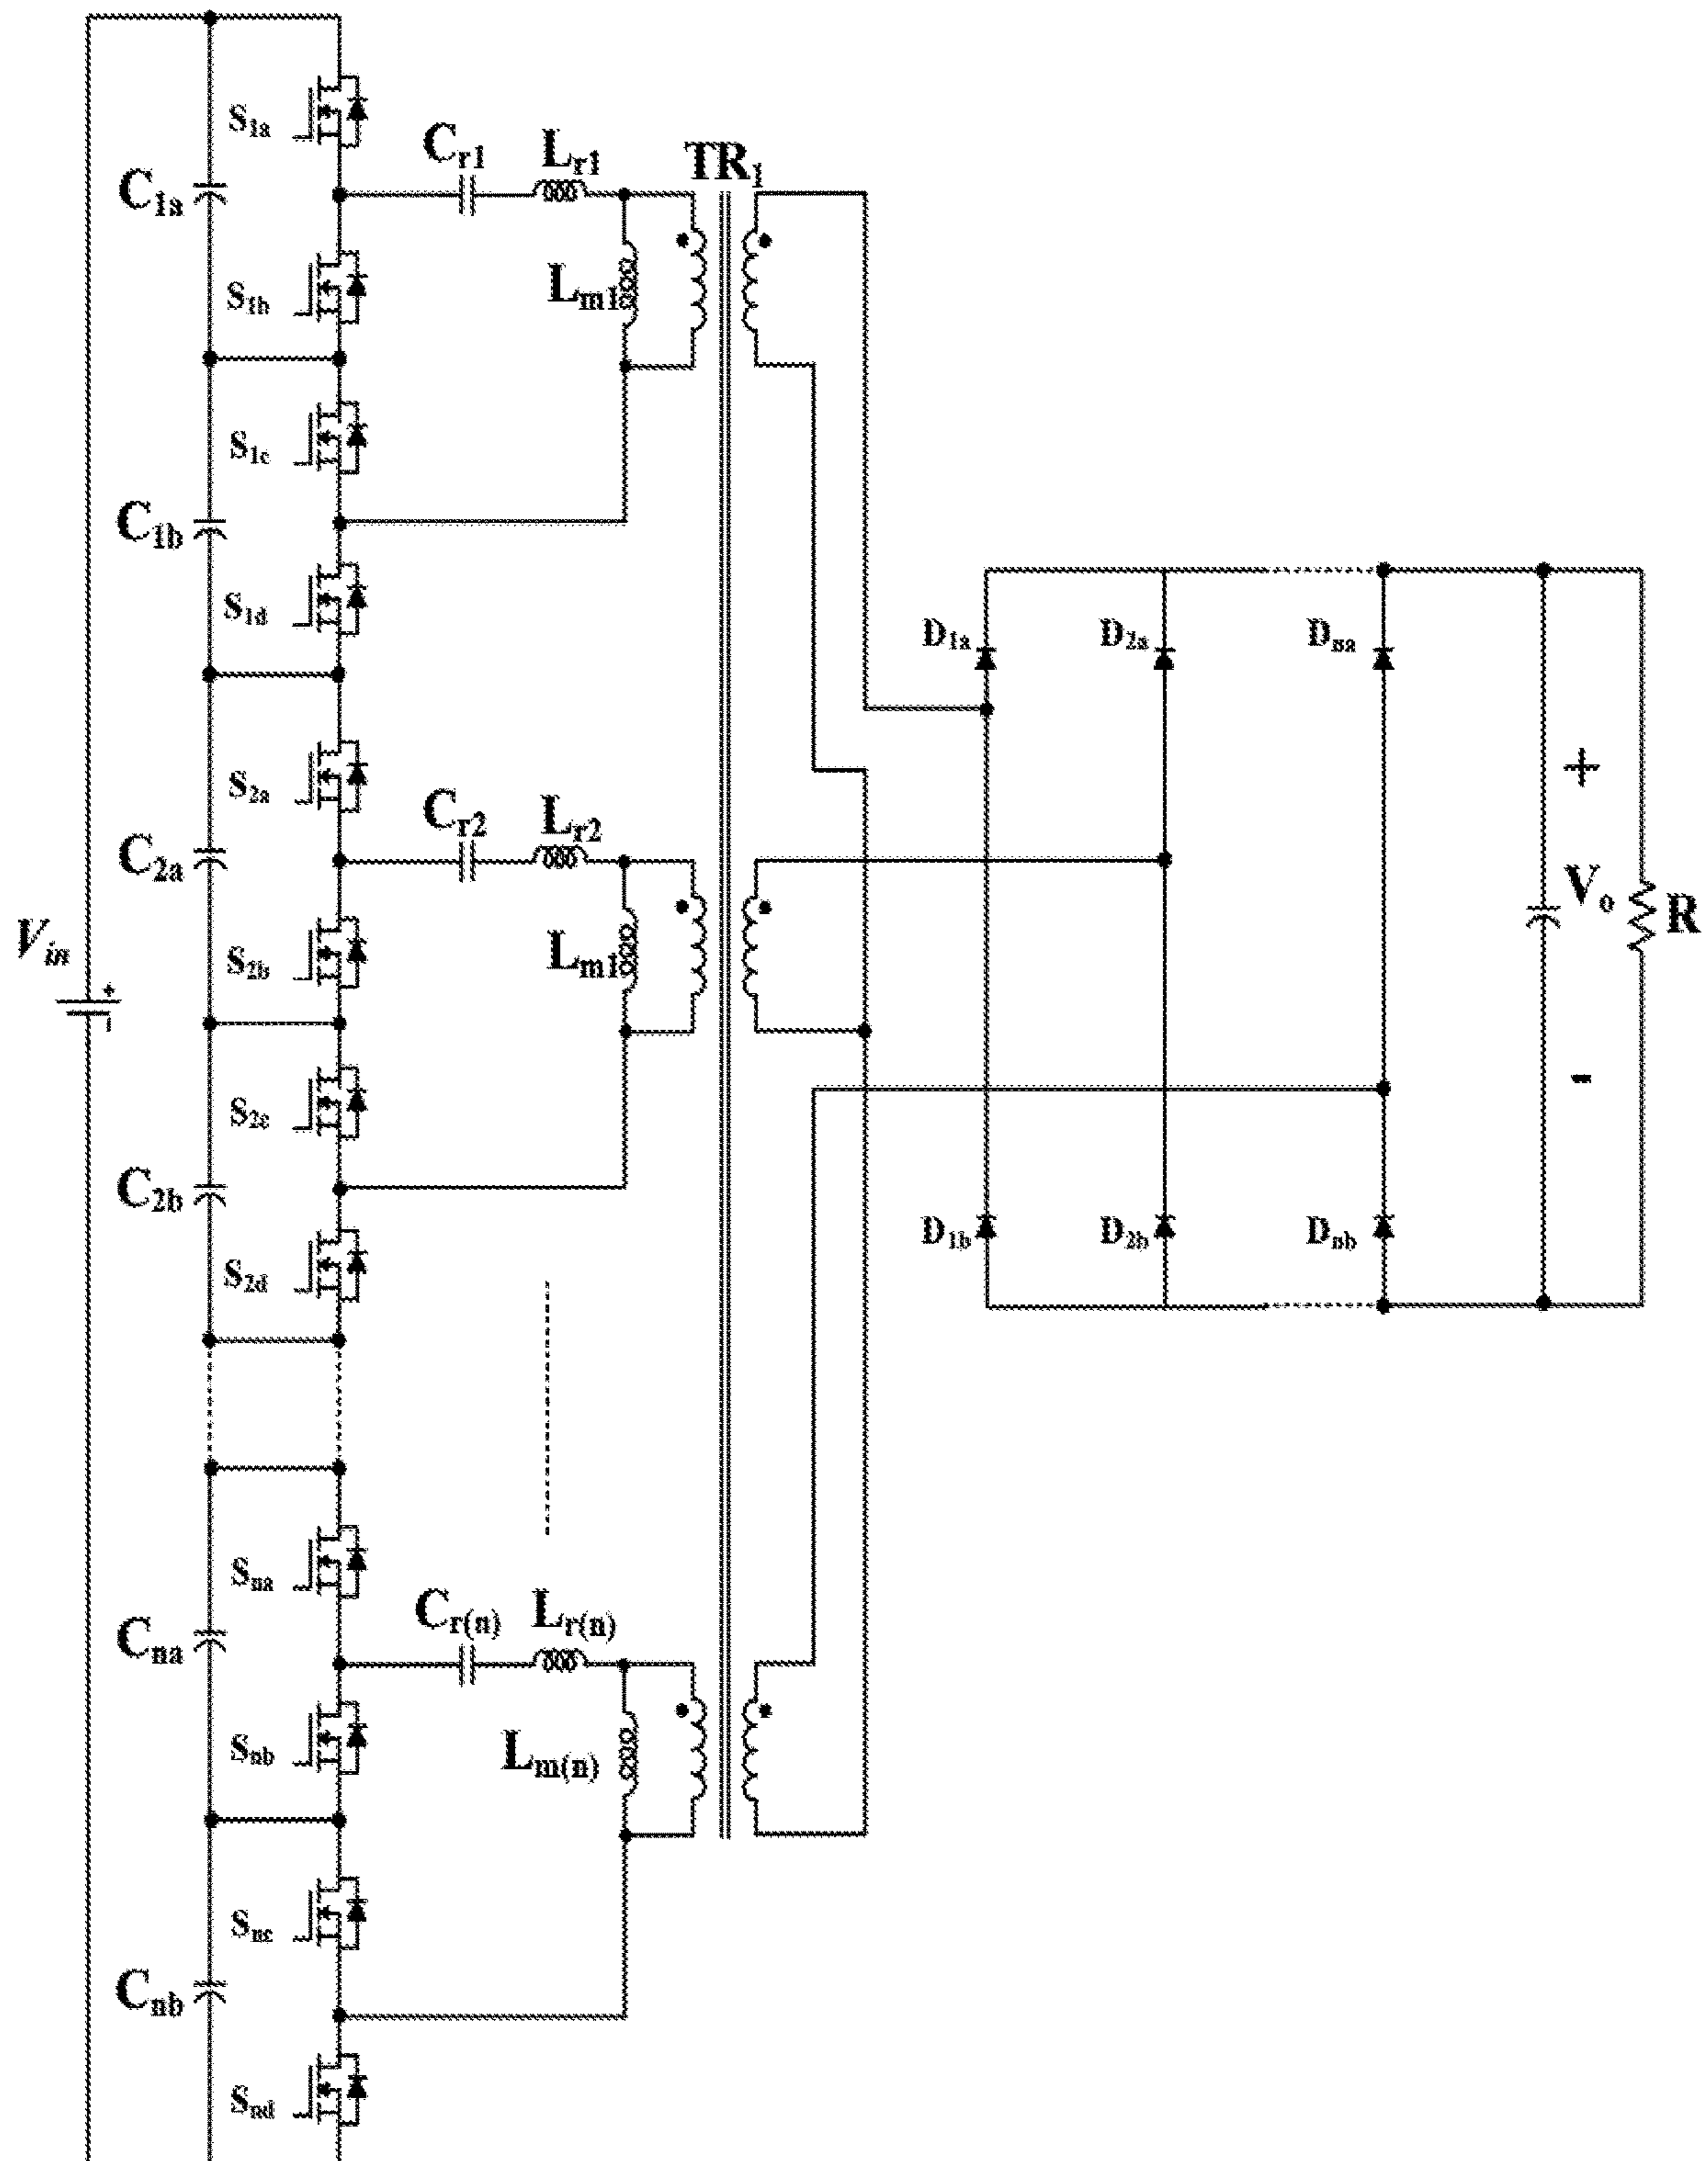 S1a
Cr1
Lr1
TR1
C1a
S1b
Lm1
S1c
C1b
S1d
D1a
D2a
Dna
S2a
Cr2
Lr2
C2a
+
Vo
R
Vin
S2b
Lm1
+
-
S2c
C2b
D1b
D2b
Dnb
S2d
Sna
Cr(n)
Lr(n)
Cna
Snb
Lm(n)
Snc
Cnb
Snd